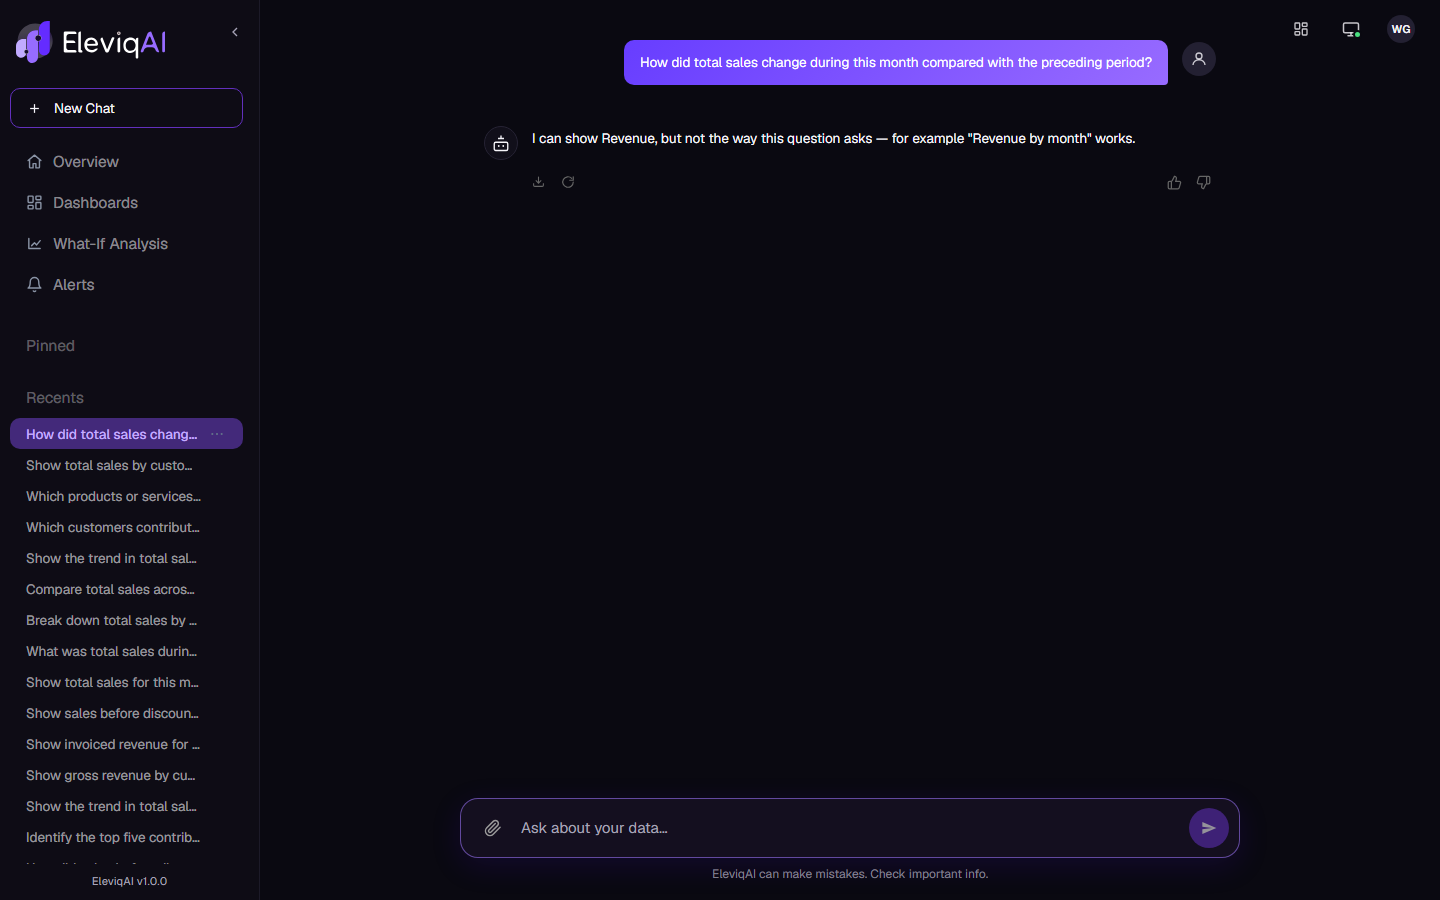 EleviqAI
New Chat
Overview
Dashboards
What-If Analysis
Alerts
Pinned
Recents
How did total sales chang...
Show total sales by custo...
Which products or services...
Which customers contribut...
Show the trend in total sal...
Compare total sales acros...
Break down total sales by ...
What was total sales durin...
Show total sales for this m...
Show sales before discoun...
Show invoiced revenue for ...
Show gross revenue by cu...
Show the trend in total sal...
Identify the top five contrib...
EleviqAI v1.0.0
WG
How did total sales change during this month compared with the preceding period?
I can show Revenue, but not the way this question asks — for example "Revenue by month" works.
Ask about your data...
EleviqAI can make mistakes. Check important info.